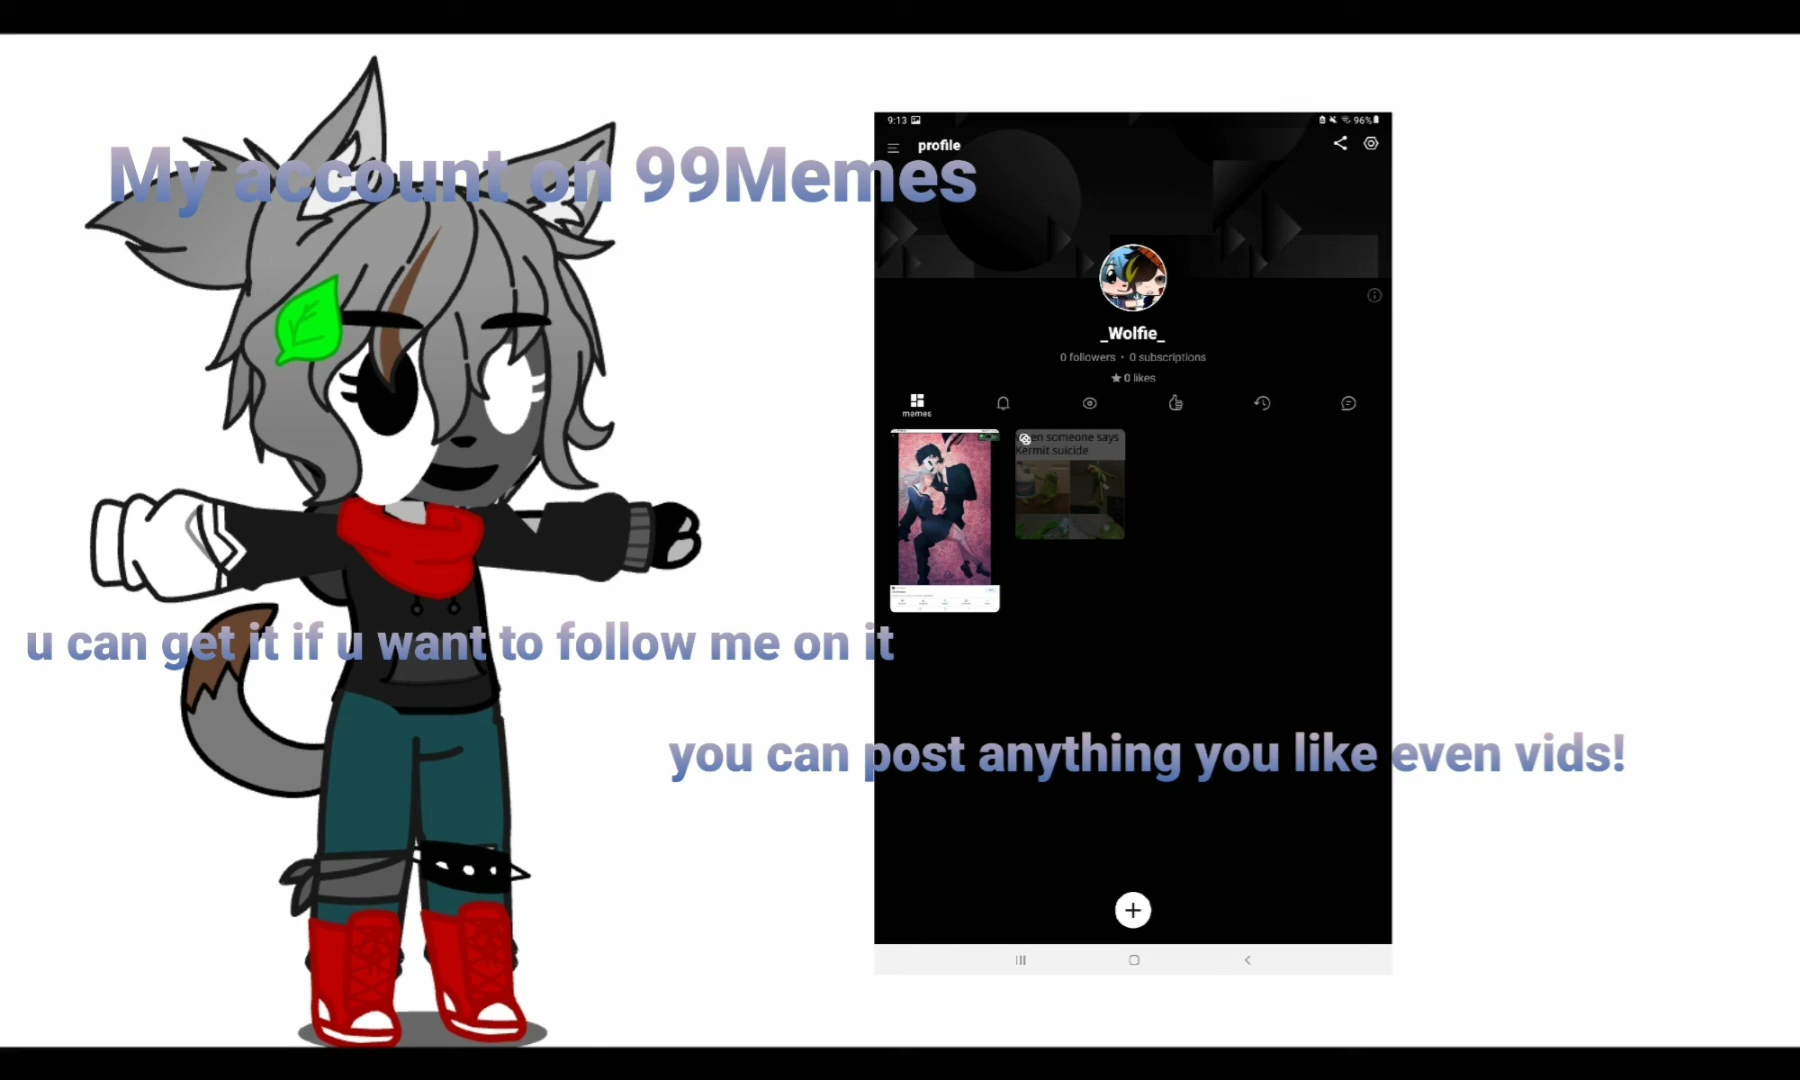 My account on 99Memes
u can get it if u want to follow me on it
you can post anything you like even vids!
9:13
96%
profile
_Wolfie_
0 followers • 0 subscriptions
★ 0 likes
memes
en someone says
Kermit suicide